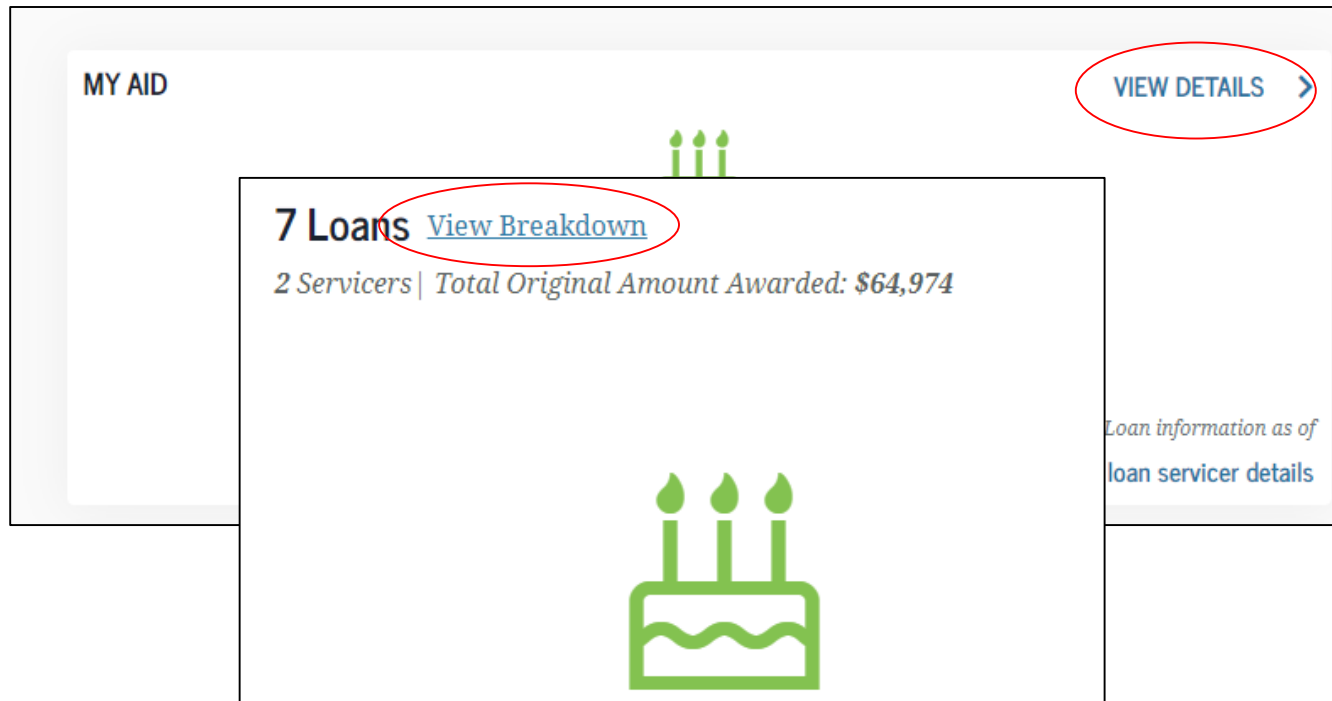 MY AID
VIEW DETAILS
7 Loans View Breakdown
2 Servicers| Total Original Amount Awarded: $64,974
Loan information as of
loan servicer details